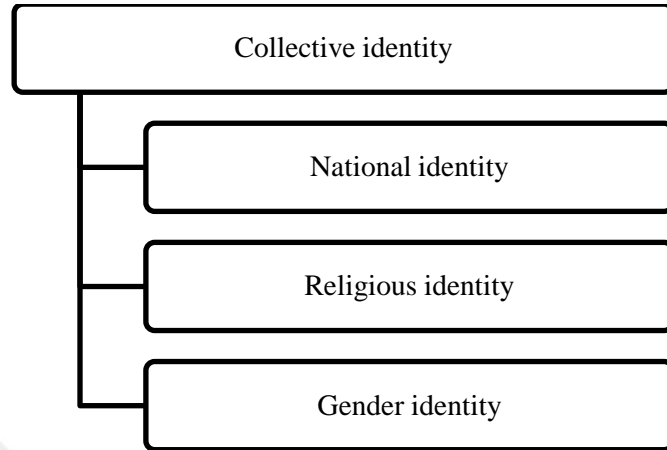 Collective identity
National identity
Religious identity
Gender identity